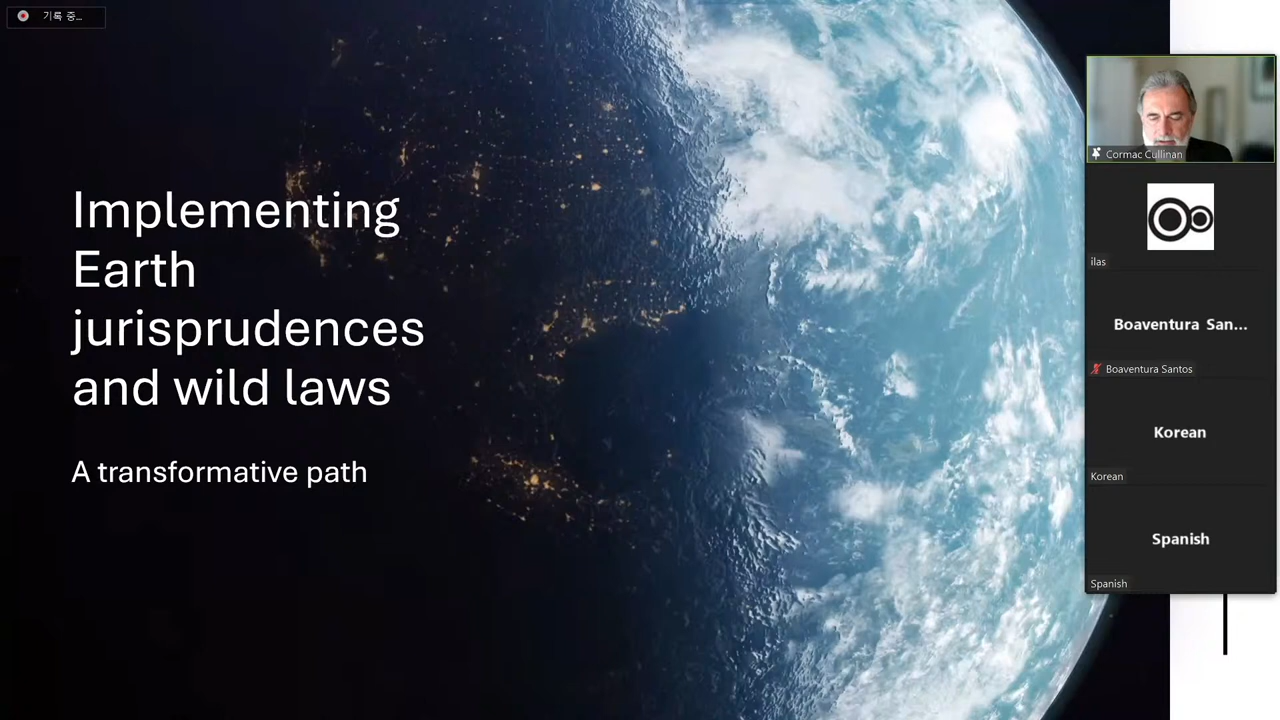 기록 중...
Implementing
Earth
jurisprudences
and wild laws
A transformative path
Cormac Cullinan
ilas
Boaventura San...
Boaventura Santos
Korean
Korean
Spanish
Spanish